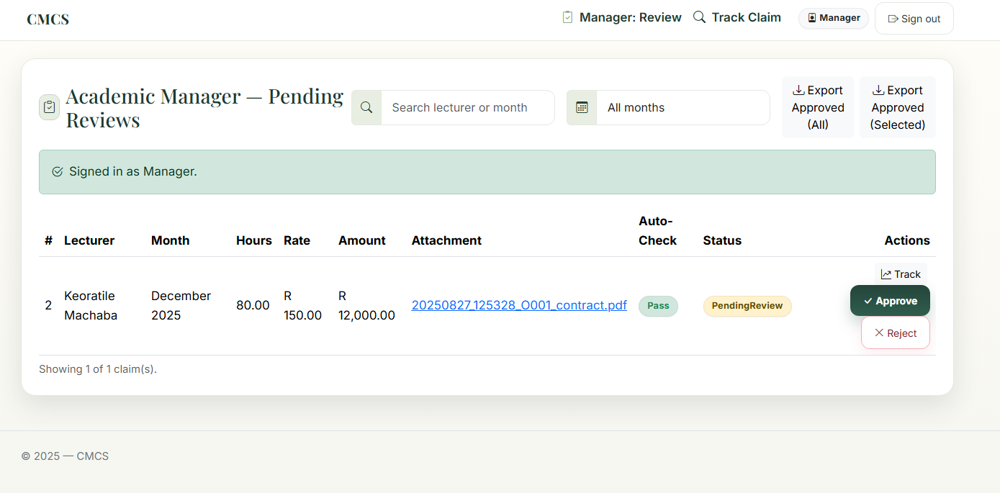 CMCS
Manager: Review
Track Claim
Manager
Sign out
Academic Manager — Pending
Reviews
Search lecturer or month
All months
Export
Approved
(All)
Export
Approved
(Selected)
Signed in as Manager.
# Lecturer Month Hours Rate Amount Attachment Auto-
Check Status Actions
2
Keoratile
Machaba
December
2025
80.00
R
150.00
R
12,000.00
20250827_125328_O001_contract.pdf
Pass
PendingReview
Track
Approve
Reject
Showing 1 of 1 claim(s).
© 2025 — CMCS